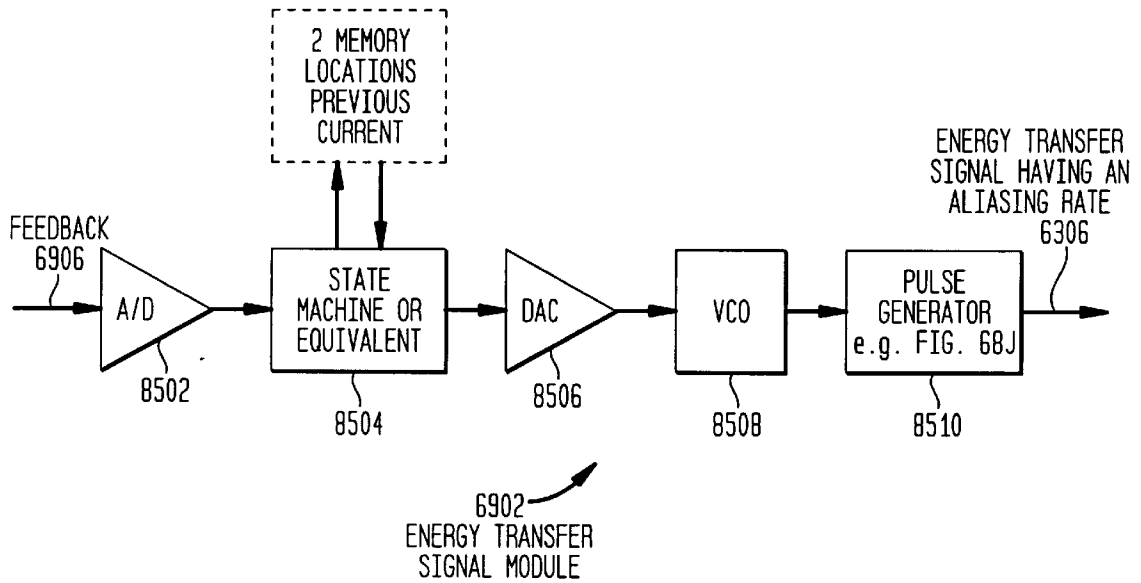 2 MEMORY
LOCATIONS
PREVIOUS
CURRENT
ENERGY TRANSFER
SIGNAL HAVING AN
ALIASING RATE
6306
FEEDBACK
6906
A/D
8502
STATE
MACHINE OR
EQUIVALENT
8504
DAC
8506
VCO
8508
PULSE
GENERATOR
e.g. FIG. 68J
8510
6902
ENERGY TRANSFER
SIGNAL MODULE